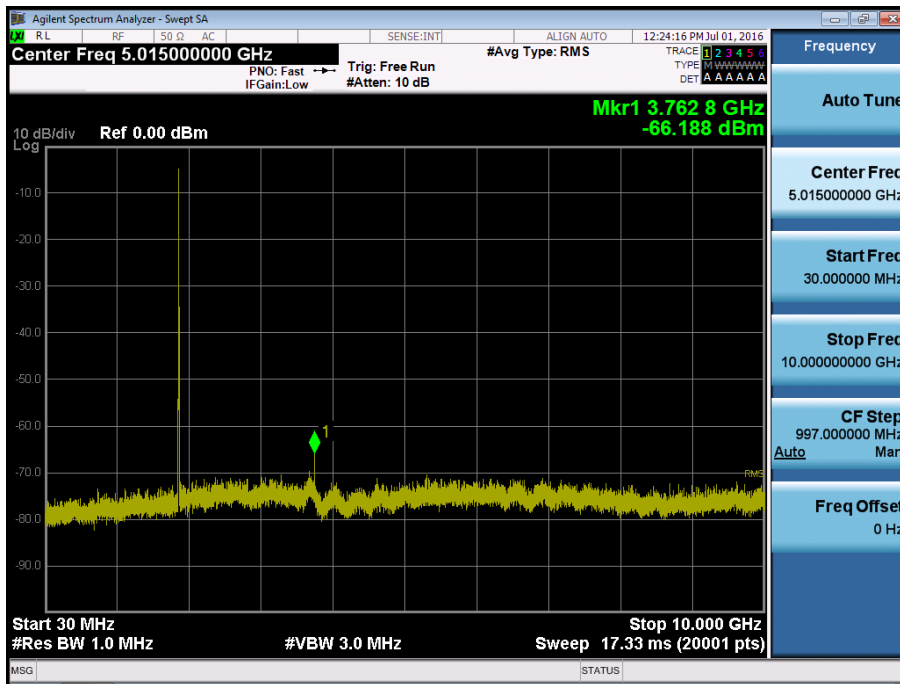 Agilent Spectrum Analyzer - Swept SA
LXI RL RF 50 Ω AC SENSE:INT ALIGN AUTO 12:24:16 PM Jul 01, 2016
Center Freq 5.015000000 GHz
PNO: Fast
IFGain:Low
Trig: Free Run
#Atten: 10 dB
#Avg Type: RMS
TRACE 1 2 3 4 5 6
TYPE M W W W W W
DET A A A A A A
Frequency
Mkr1 3.762 8 GHz
-66.188 dBm
10 dB/div Ref 0.00 dBm
Log
-10.0
-20.0
-30.0
-40.0
-50.0
-60.0
-70.0
-80.0
-90.0
1
RMS
Start 30 MHz Stop 10.000 GHz
#Res BW 1.0 MHz #VBW 3.0 MHz Sweep 17.33 ms (20001 pts)
MSG STATUS
Auto Tune
Center Freq
5.015000000 GHz
Start Freq
30.000000 MHz
Stop Freq
10.000000000 GHz
CF Step
997.000000 MHz
Auto Man
Freq Offset
0 Hz